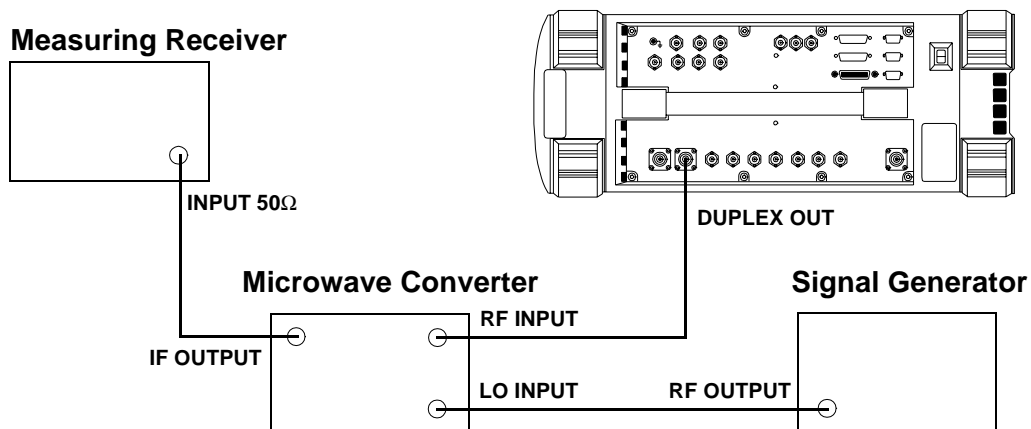 Measuring Receiver
INPUT 50Ω
DUPLEX OUT
Microwave Converter
Signal Generator
RF INPUT
IF OUTPUT
LO INPUT
RF OUTPUT